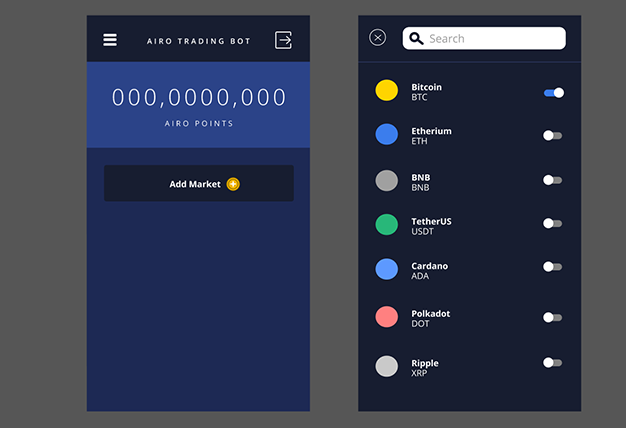 AIRO TRADING BOT
000,0000,000
AIRO POINTS
Add Market
Search
Bitcoin
BTC
Etherium
ETH
BNB
BNB
TetherUS
USDT
Cardano
ADA
Polkadot
DOT
Ripple
XRP